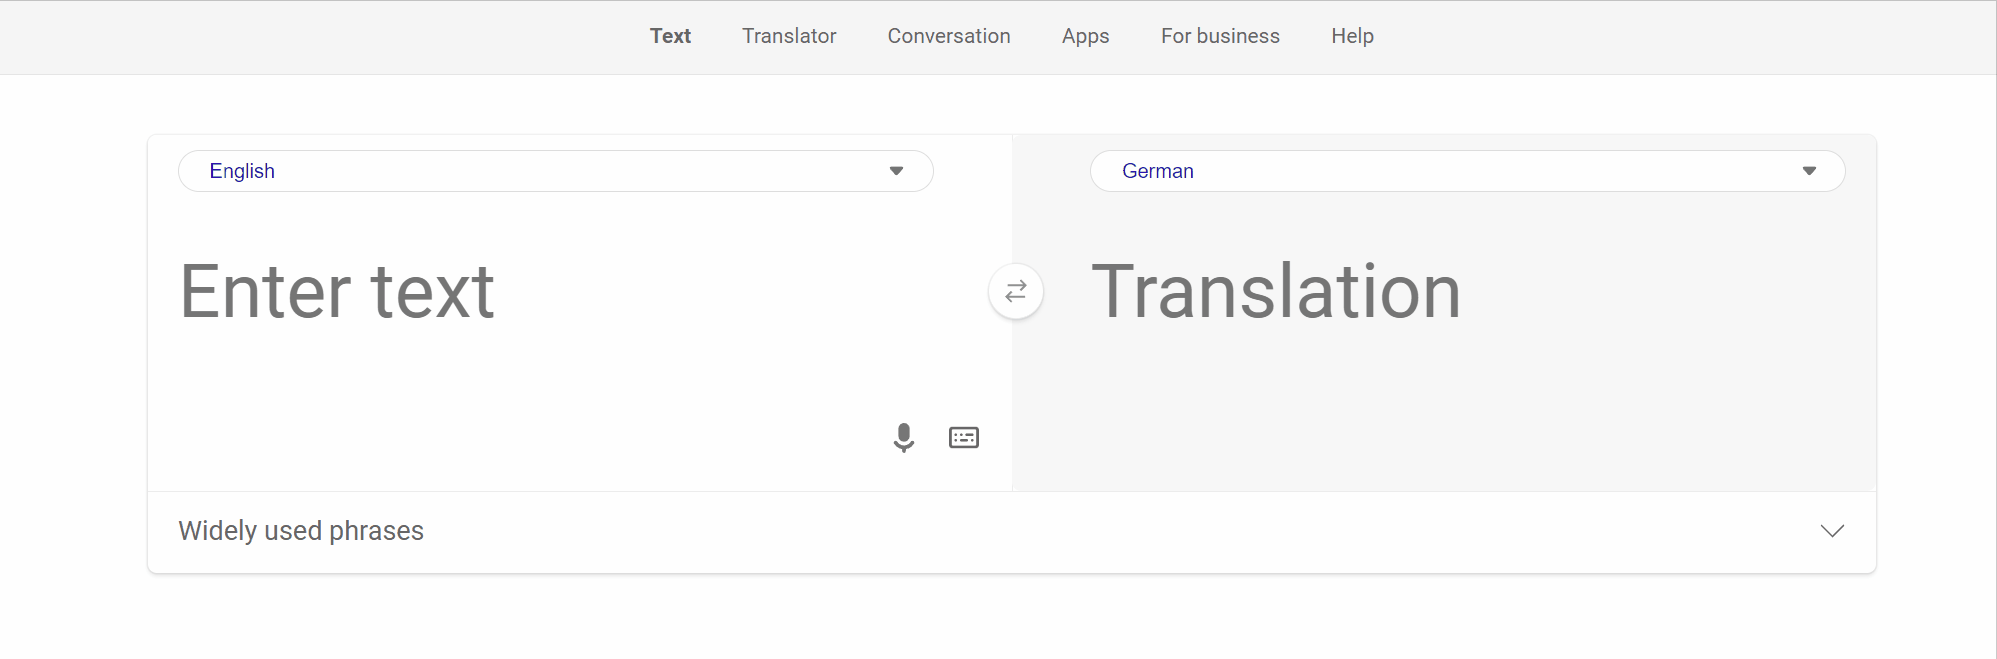 Text Translator Conversation Apps For business Help
English German
Enter text Translation
Widely used phrases